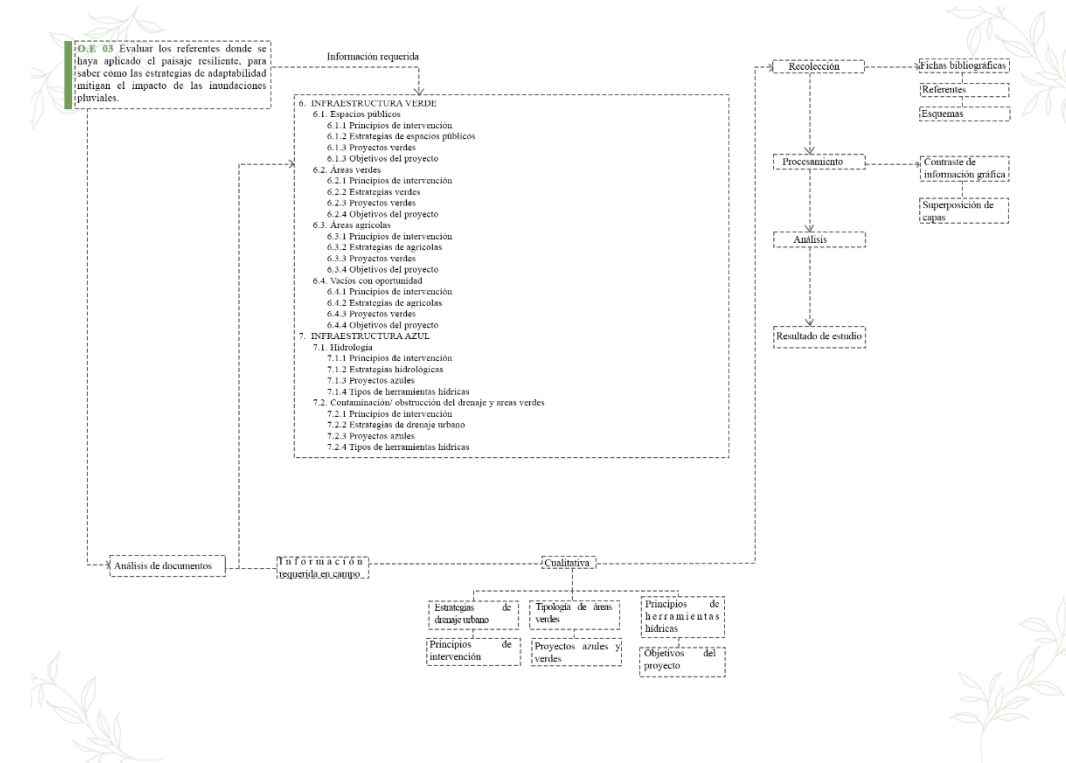 O.E 03 Evaluar los referentes donde se
haya aplicado el paisaje resiliente, para
saber cómo las estrategias de adaptabilidad
mitigan el impacto de las inundaciones
pluviales.
Información requerida
6. INFRAESTRUCTURA VERDE
6.1. Espacios públicos
6.1.1 Principios de intervención
6.1.2 Estrategias de espacios públicos
6.1.3 Proyectos verdes
6.1.3 Objetivos del proyecto
6.2. Áreas verdes
6.2.1 Principios de intervención
6.2.2 Estrategias verdes
6.2.3 Proyectos verdes
6.2.4 Objetivos del proyecto
6.3. Áreas agrícolas
6.3.1 Principios de intervención
6.3.2 Estrategias de agrícolas
6.3.3 Proyectos verdes
6.3.4 Objetivos del proyecto
6.4. Vacíos con oportunidad
6.4.1 Principios de intervención
6.4.2 Estrategias de agrícolas
6.4.3 Proyectos verdes
6.4.4 Objetivos del proyecto
7. INFRAESTRUCTURA AZUL
7.1. Hidrología
7.1.1 Principios de intervención
7.1.2 Estrategias hidrológicas
7.1.3 Proyectos azules
7.1.4 Tipos de herramientas hídricas
7.2. Contaminación/ obstrucción del drenaje y areas verdes
7.2.1 Principios de intervención
7.2.2 Estrategias de drenaje urbano
7.2.3 Proyectos azules
7.2.4 Tipos de herramientas hídricas
Recolección
Fichas bibliográficas
Referentes
Esquemas
Procesamiento
Contraste de
información gráfica
Superposición de
capas
Análisis
Resultado de estudio
Análisis de documentos
Información
requerida en campo
Cualitativa
Estrategias de
drenaje urbano
Principios de
intervención
Tipología de áreas
verdes
Proyectos azules y
verdes
Principios de
herramientas
hídricas
Objetivos del
proyecto